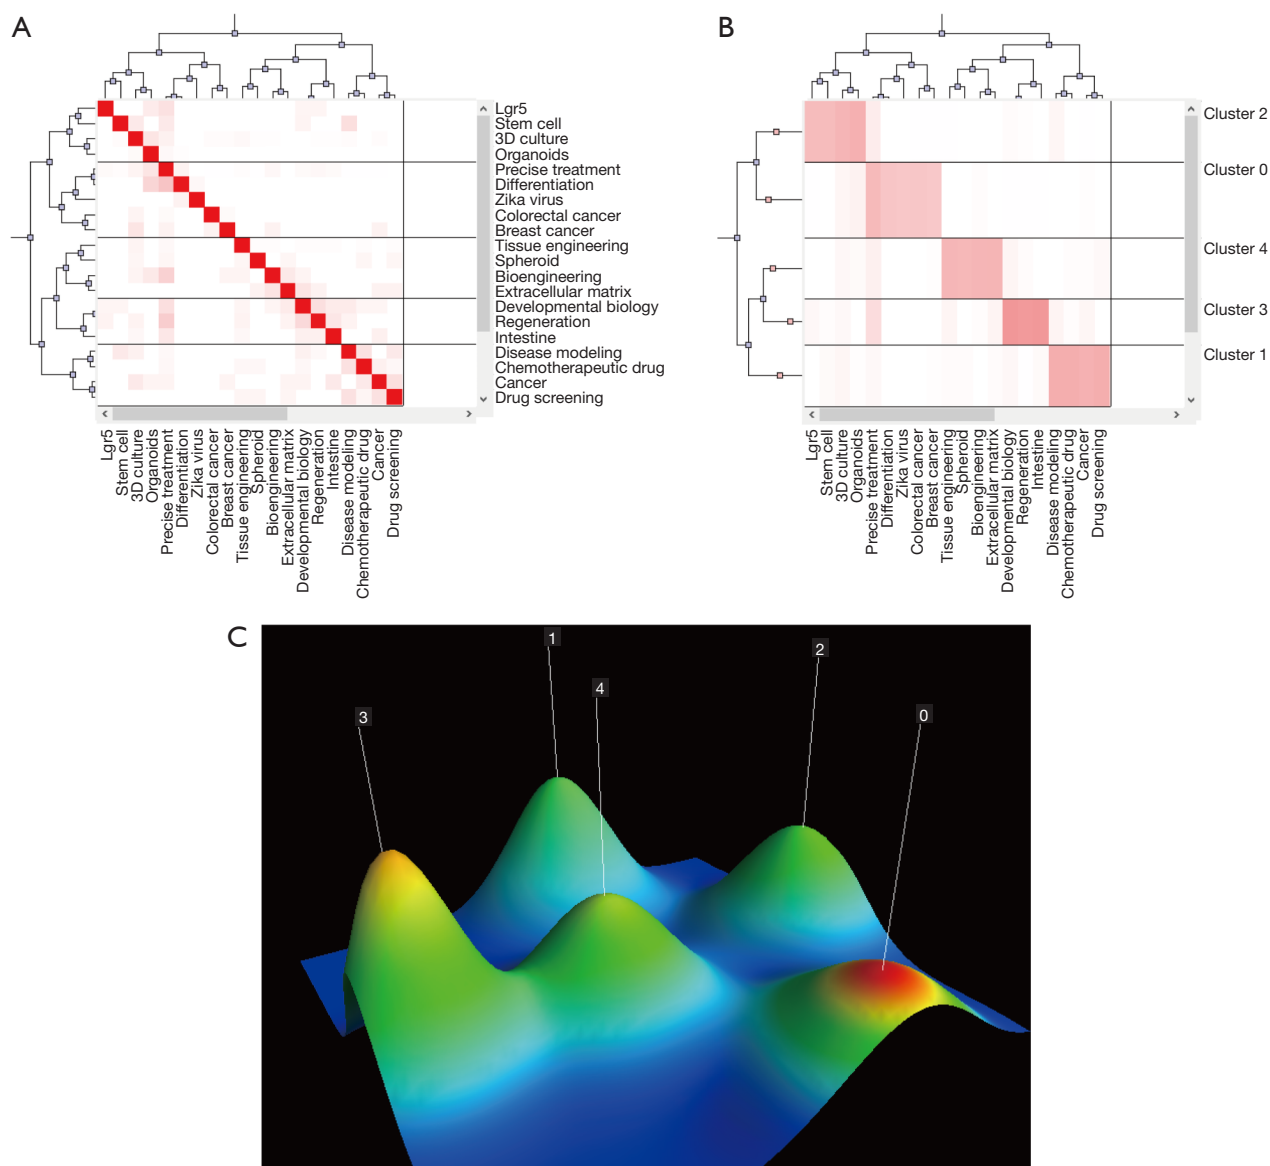 A
Lgr5
Stem cell
3D culture
Organoids
Precise treatment
Differentiation
Zika virus
Colorectal cancer
Breast cancer
Tissue engineering
Spheroid
Bioengineering
Extracellular matrix
Developmental biology
Regeneration
Intestine
Disease modeling
Chemotherapeutic drug
Cancer
Drug screening
Lgr5
Stem cell
3D culture
Organoids
Precise treatment
Differentiation
Zika virus
Colorectal cancer
Breast cancer
Tissue engineering
Spheroid
Bioengineering
Extracellular matrix
Developmental biology
Regeneration
Intestine
Disease modeling
Chemotherapeutic drug
Cancer
Drug screening
B
Cluster 2
Cluster 0
Cluster 4
Cluster 3
Cluster 1
Lgr5
Stem cell
3D culture
Organoids
Precise treatment
Differentiation
Zika virus
Colorectal cancer
Breast cancer
Tissue engineering
Spheroid
Bioengineering
Extracellular matrix
Developmental biology
Regeneration
Intestine
Disease modeling
Chemotherapeutic drug
Cancer
Drug screening
C
1
2
4
3
0